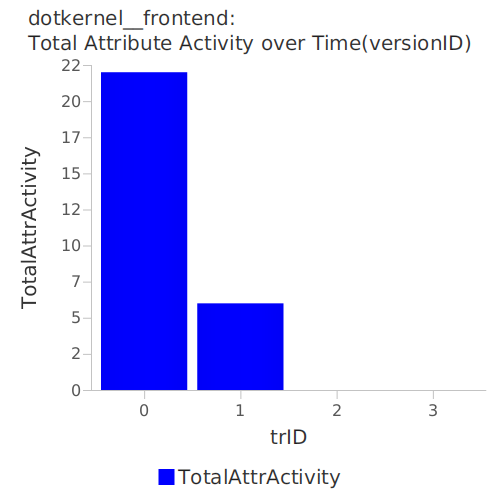 dotkernel__frontend:
Total Attribute Activity over Time(versionID)
22
20
17
15
12
10
7
5
2
0
TotalAttrActivity
0 1 2 3
trID
TotalAttrActivity